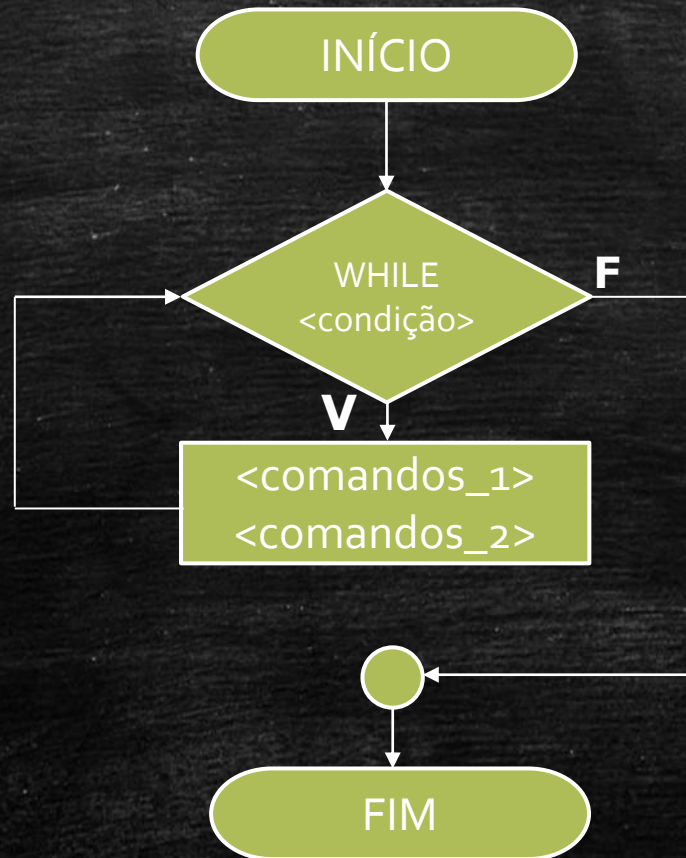 INÍCIO
WHILE
<condição>
F
V
<comandos_1>
<comandos_2>
FIM